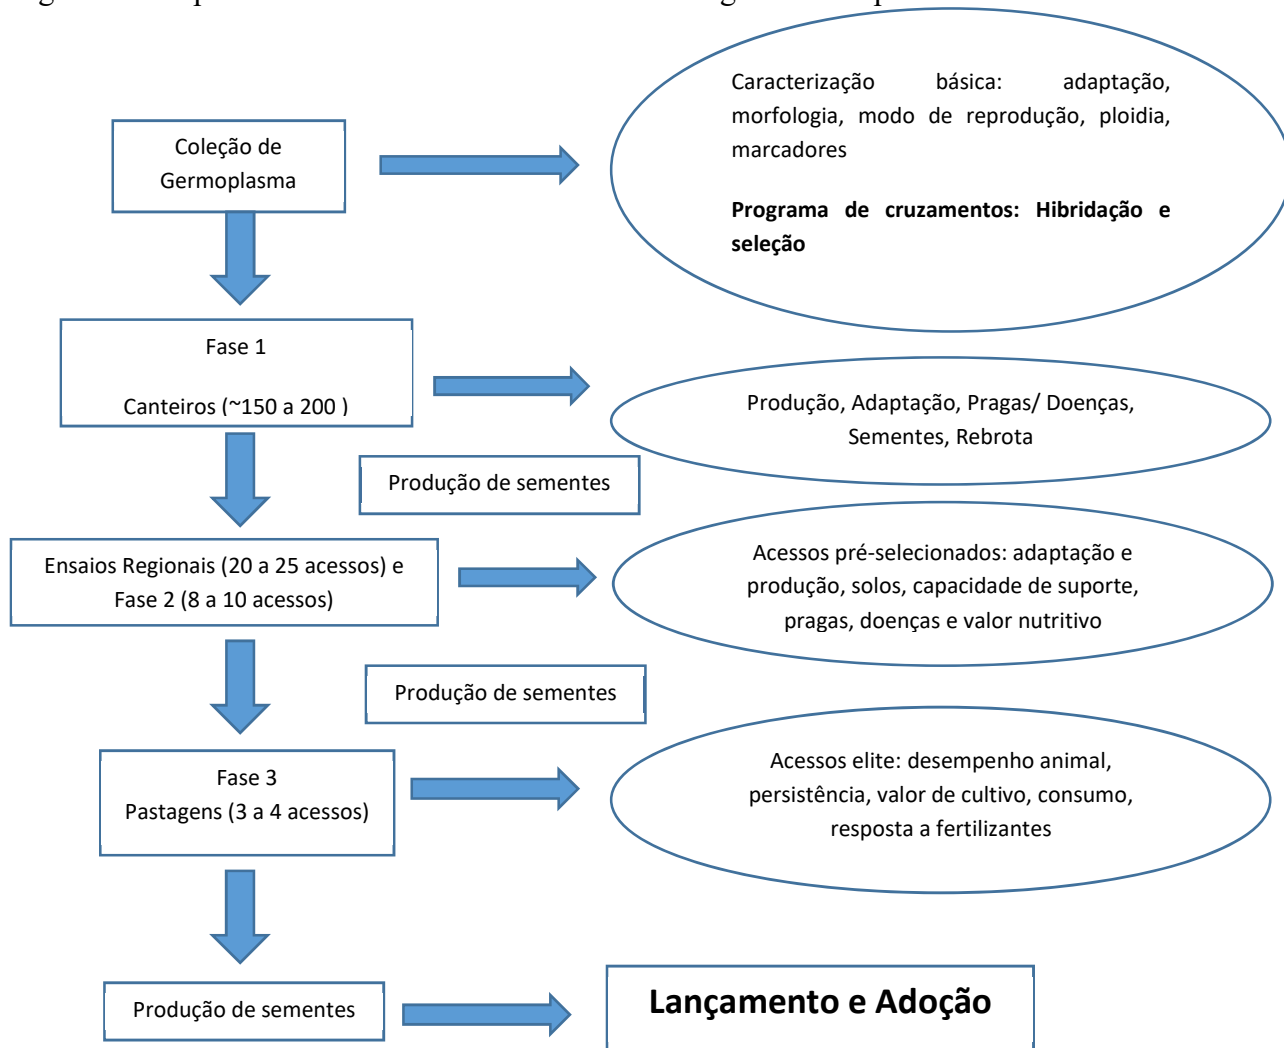 Caracterização básica: adaptação,
morfologia, modo de reprodução, ploidia,
marcadores
Programa de cruzamentos: Hibridação e
seleção
Coleção de
Germoplasma
Fase 1
Canteiros (~150 a 200 )
Produção, Adaptação, Pragas/ Doenças,
Sementes, Rebrota
Produção de sementes
Ensaios Regionais (20 a 25 acessos) e
Fase 2 (8 a 10 acessos)
Acessos pré-selecionados: adaptação e
produção, solos, capacidade de suporte,
pragas, doenças e valor nutritivo
Produção de sementes
Fase 3
Pastagens (3 a 4 acessos)
Acessos elite: desempenho animal,
persistência, valor de cultivo, consumo,
resposta a fertilizantes
Produção de sementes
Lançamento e Adoção